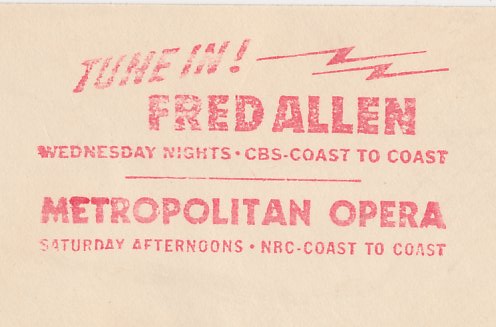 TUNE IN!
FRED ALLEN
WEDNESDAY NIGHTS • CBS-COAST TO COAST
METROPOLITAN OPERA
SATURDAY AFTERNOONS • NBC-COAST TO COAST